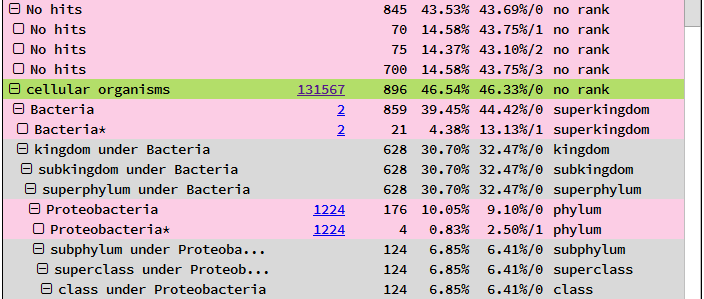 No hits 845 43.53% 43.69%/0 no rank
No hits 70 14.58% 43.75%/1 no rank
No hits 75 14.37% 43.10%/2 no rank
No hits 700 14.58% 43.75%/3 no rank
cellular organisms 131567 896 46.54% 46.33%/0 no rank
Bacteria 2 859 39.45% 44.42%/0 superkingdom
Bacteria* 2 21 4.38% 13.13%/1 superkingdom
kingdom under Bacteria 628 30.70% 32.47%/0 kingdom
subkingdom under Bacteria 628 30.70% 32.47%/0 subkingdom
superphylum under Bacteria 628 30.70% 32.47%/0 superphylum
Proteobacteria 1224 176 10.05% 9.10%/0 phylum
Proteobacteria* 1224 4 0.83% 2.50%/1 phylum
subphylum under Proteoba... 124 6.85% 6.41%/0 subphylum
superclass under Proteob... 124 6.85% 6.41%/0 superclass
class under Proteobacteria 124 6.85% 6.41%/0 class